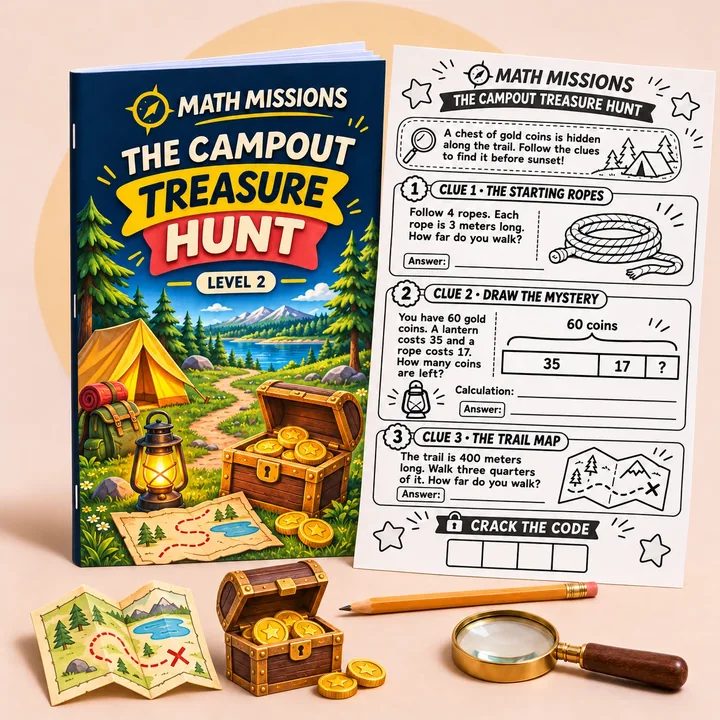 MATH MISSIONS
THE CAMPOUT
TREASURE
HUNT
LEVEL 2
MATH MISSIONS
THE CAMPOUT TREASURE HUNT
A chest of gold coins is hidden
along the trail. Follow the clues
to find it before sunset!
1 CLUE 1 • THE STARTING ROPES
Follow 4 ropes. Each
rope is 3 meters long.
How far do you walk?
Answer:
2 CLUE 2 • DRAW THE MYSTERY
You have 60 gold
coins. A lantern
costs 35 and a
rope costs 17.
How many coins
are left?
60 coins
35 17 ?
Calculation:
Answer:
3 CLUE 3 • THE TRAIL MAP
The trail is 400 meters
long. Walk three quarters
of it. How far do you walk?
Answer:
CRACK THE CODE